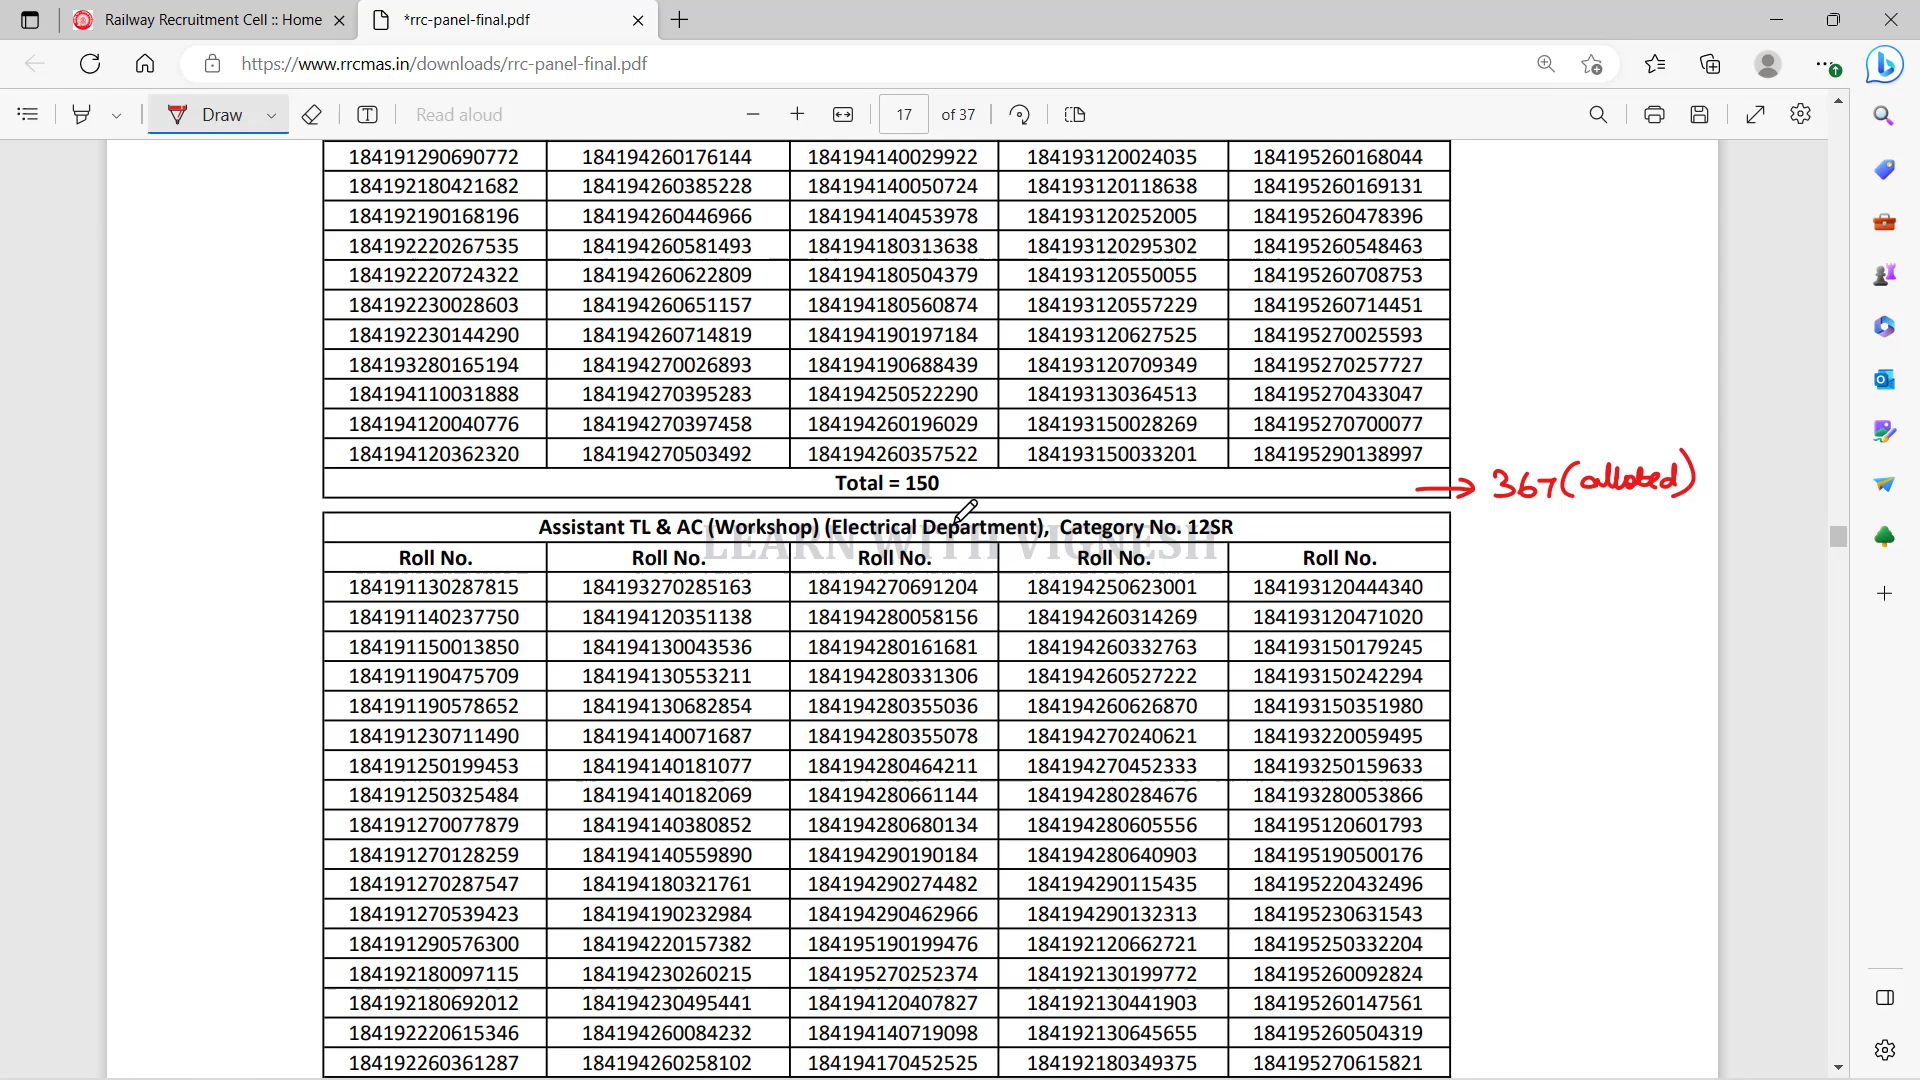 Railway Recruitment Cell :: Home
*rrc-panel-final.pdf
https://www.rrcmas.in/downloads/rrc-panel-final.pdf
Draw
Read aloud
17 of 37
184191290690772 184194260176144 184194140029922 184193120024035 184195260168044
184192180421682 184194260385228 184194140050724 184193120118638 184195260169131
184192190168196 184194260446966 184194140453978 184193120252005 184195260478396
184192220267535 184194260581493 184194180313638 184193120295302 184195260548463
184192220724322 184194260622809 184194180504379 184193120550055 184195260708753
184192230028603 184194260651157 184194180560874 184193120557229 184195260714451
184192230144290 184194260714819 184194190197184 184193120627525 184195270025593
184193280165194 184194270026893 184194190688439 184193120709349 184195270257727
184194110031888 184194270395283 184194250522290 184193130364513 184195270433047
184194120040776 184194270397458 184194260196029 184193150028269 184195270700077
184194120362320 184194270503492 184194260357522 184193150033201 184195290138997
Total = 150
→ 367 (alloted)
Assistant TL & AC (Workshop) (Electrical Department), Category No. 12SR
LEARN WITH VIGNESH
Roll No. Roll No. Roll No. Roll No. Roll No.
184191130287815 184193270285163 184194270691204 184194250623001 184193120444340
184191140237750 184194120351138 184194280058156 184194260314269 184193120471020
184191150013850 184194130043536 184194280161681 184194260332763 184193150179245
184191190475709 184194130553211 184194280331306 184194260527222 184193150242294
184191190578652 184194130682854 184194280355036 184194260626870 184193150351980
184191230711490 184194140071687 184194280355078 184194270240621 184193220059495
184191250199453 184194140181077 184194280464211 184194270452333 184193250159633
184191250325484 184194140182069 184194280661144 184194280284676 184193280053866
184191270077879 184194140380852 184194280680134 184194280605556 184195120601793
184191270128259 184194140559890 184194290190184 184194280640903 184195190500176
184191270287547 184194180321761 184194290274482 184194290115435 184195220432496
184191270539423 184194190232984 184194290462966 184194290132313 184195230631543
184191290576300 184194220157382 184195190199476 184192120662721 184195250332204
184192180097115 184194230260215 184195270252374 184192130199772 184195260092824
184192180692012 184194230495441 184194120407827 184192130441903 184195260147561
184192220615346 184194260084232 184194140719098 184192130645655 184195260504319
184192260361287 184194260258102 184194170452525 184192180349375 184195270615821